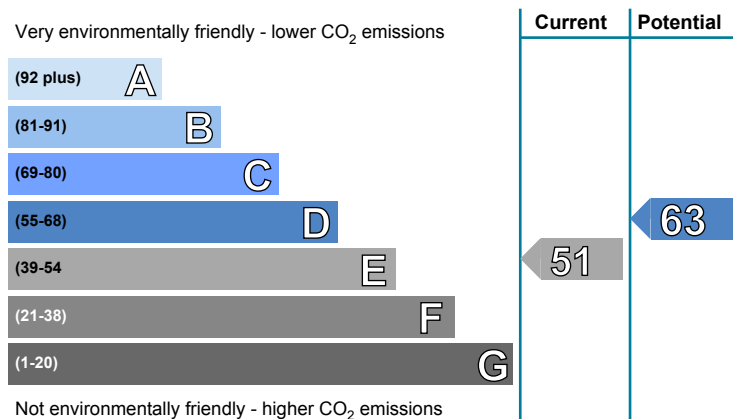 Current Potential
Very environmentally friendly - lower CO2 emissions
(92 plus) A
(81-91) B
(69-80) C
(55-68) D
63
(39-54 E
51
(21-38) F
(1-20) G
Not environmentally friendly - higher CO2 emissions